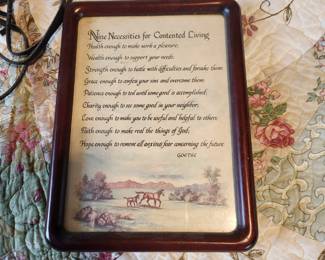 Nine Necessities for Contented Living
Health enough to make work a pleasure;
Wealth enough to support your needs;
Strength enough to battle with difficulties and forsake them;
Grace enough to confess your sins and overcome them;
Patience enough to toil until some good is accomplished;
Charity enough to see some good in your neighbor;
Love enough to make you to be useful and helpful to others;
Faith enough to make real the things of God;
Hope enough to remove all anxious fear concerning the future.
GOETHE